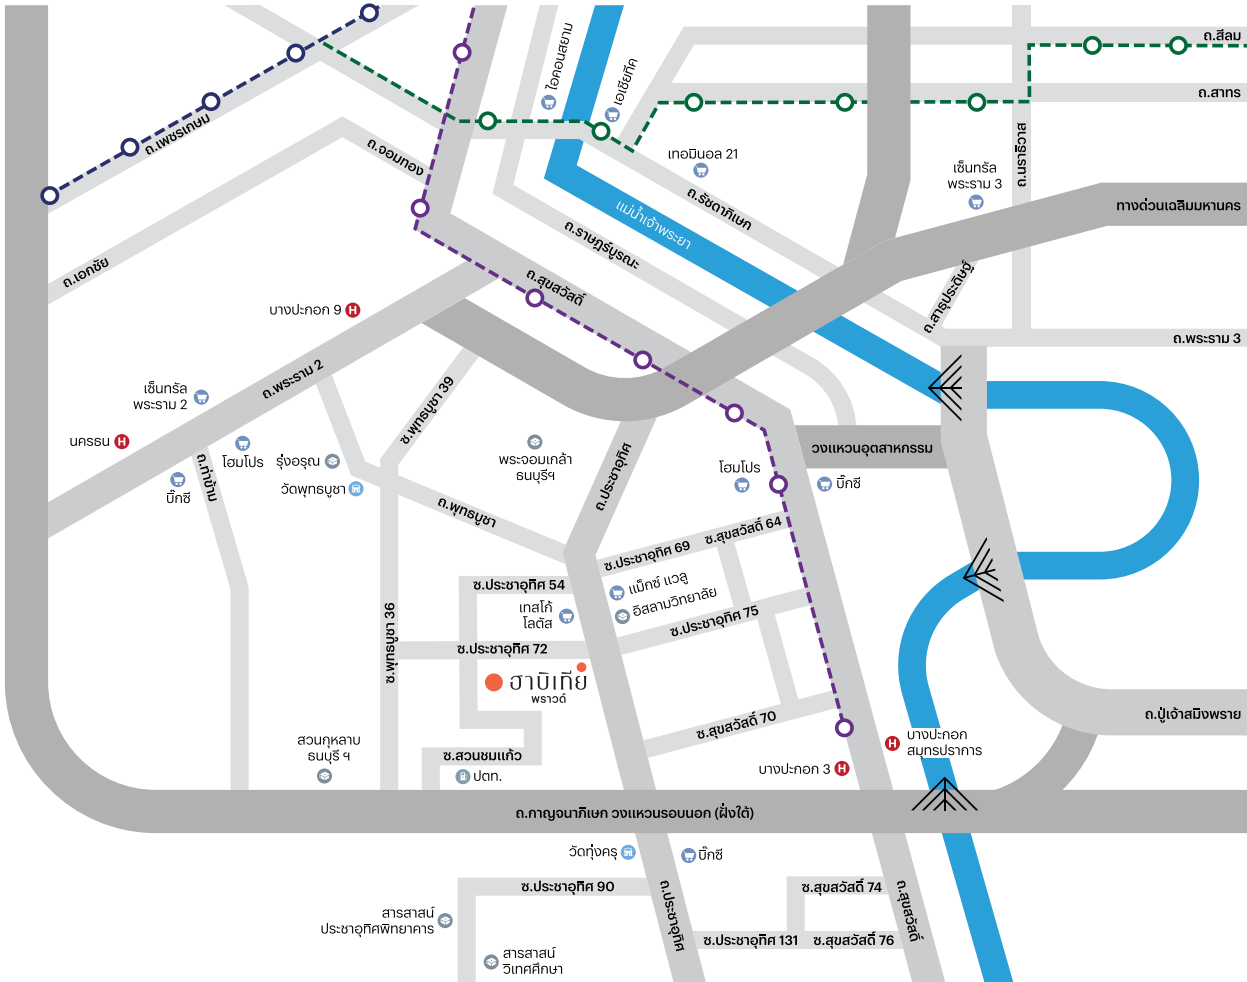 ถ.สีลม
ไอคอนสยาม
เอเชียทีค
ถ.สาทร
ถ.เพชรเกษม
ถ.จอมทอง
เทอมินอล 21
ถ.นราธิวาส
เซ็นทรัล
พระราม 3
ถ.รัชดาภิเษก
ทางด่วนเฉลิมมหานคร
แม่น้ำเจ้าพระยา
ถ.ราษฎร์บูรณะ
ถ.เอกชัย
ถ.สุขสวัสดิ์
ถ.สาธุประดิษฐ์
บางปะกอก 9
ถ.พระราม 3
ถ.พระราม 2
เซ็นทรัล
พระราม 2
ซ.พุทธบูชา 39
นครธน
โฮมโปร
บิ๊กซี
ถ.ท่าข้าม
รุ่งอรุณ
วัดพุทธบูชา
พระจอมเกล้า
ธนบุรีฯ
ถ.ประชาอุทิศ
วงแหวนอุตสาหกรรม
โฮมโปร
บิ๊กซี
ถ.พุทธบูชา
ซ.ประชาอุทิศ 69
ซ.สุขสวัสดิ์ 64
ซ.ประชาอุทิศ 54
แม็กซ์ แวลู
อิสลามวิทยาลัย
เทสโก้
โลตัส
ซ.พุทธบูชา 36
ซ.ประชาอุทิศ 72
ซ.ประชาอุทิศ 75
ฮาบิเทีย
พราวด์
ซ.สุขสวัสดิ์ 70
ถ.ปู่เจ้าสมิงพราย
บางปะกอก
สมุทรปราการ
สวนกุหลาบ
ธนบุรี ฯ
ซ.สวนชมแก้ว
ปตท.
บางปะกอก 3
ถ.กาญจนาภิเษก วงแหวนรอบนอก (ฝั่งใต้)
วัดทุ่งครุ
บิ๊กซี
ซ.ประชาอุทิศ 90
ถ.ประชาอุทิศ
ซ.สุขสวัสดิ์ 74
ถ.สุขสวัสดิ์
สารสาสน์
ประชาอุทิศพิทยาคาร
ซ.ประชาอุทิศ 131
ซ.สุขสวัสดิ์ 76
สารสาสน์
วิเทศศึกษา